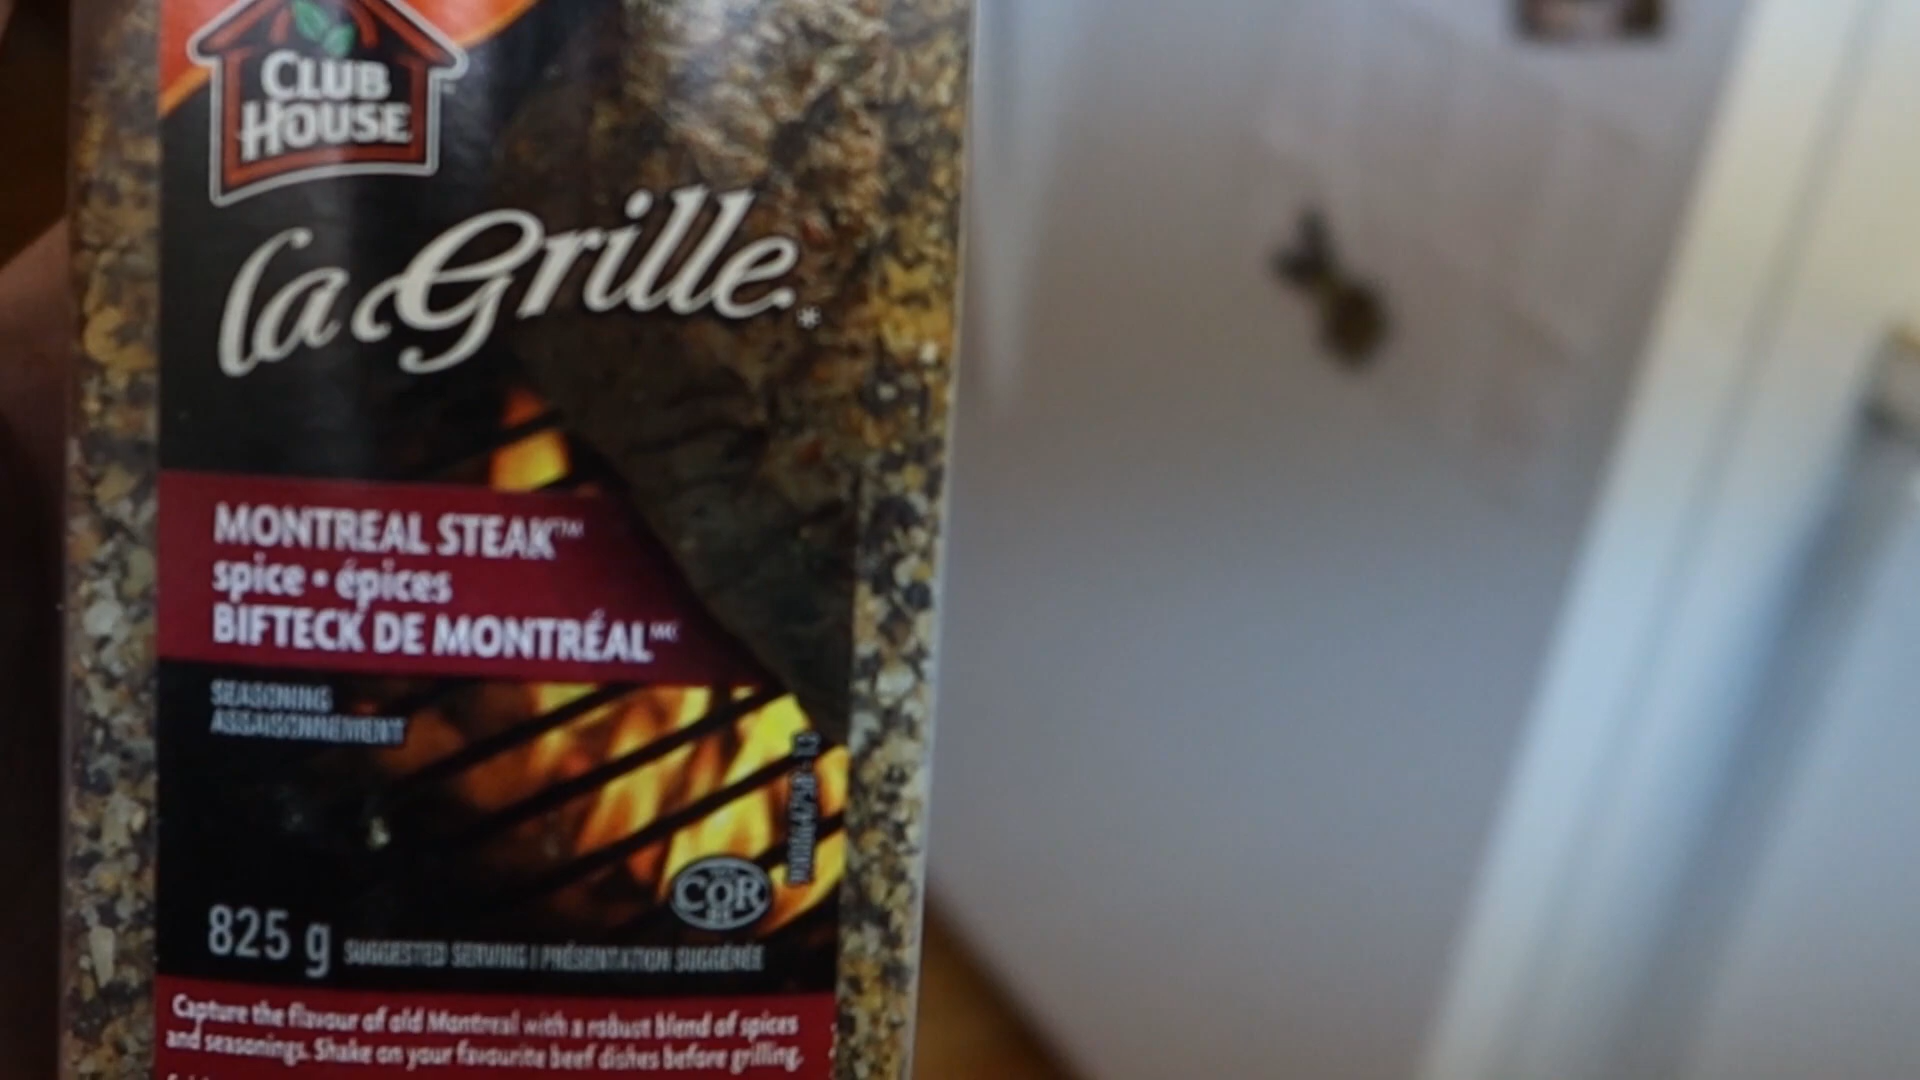 CLUB
HOUSE
la Grille*
MONTREAL STEAK™
spice • épices
BIFTECK DE MONTRÉAL MC
SEASONING
ASSAISONNEMENT
COR
825 g SUGGESTED SERVING | PRÉSENTATION SUGGÉRÉE
Capture the flavour of old Montreal with a robust blend of spices
and seasonings. Shake on your favourite beef dishes before grilling.